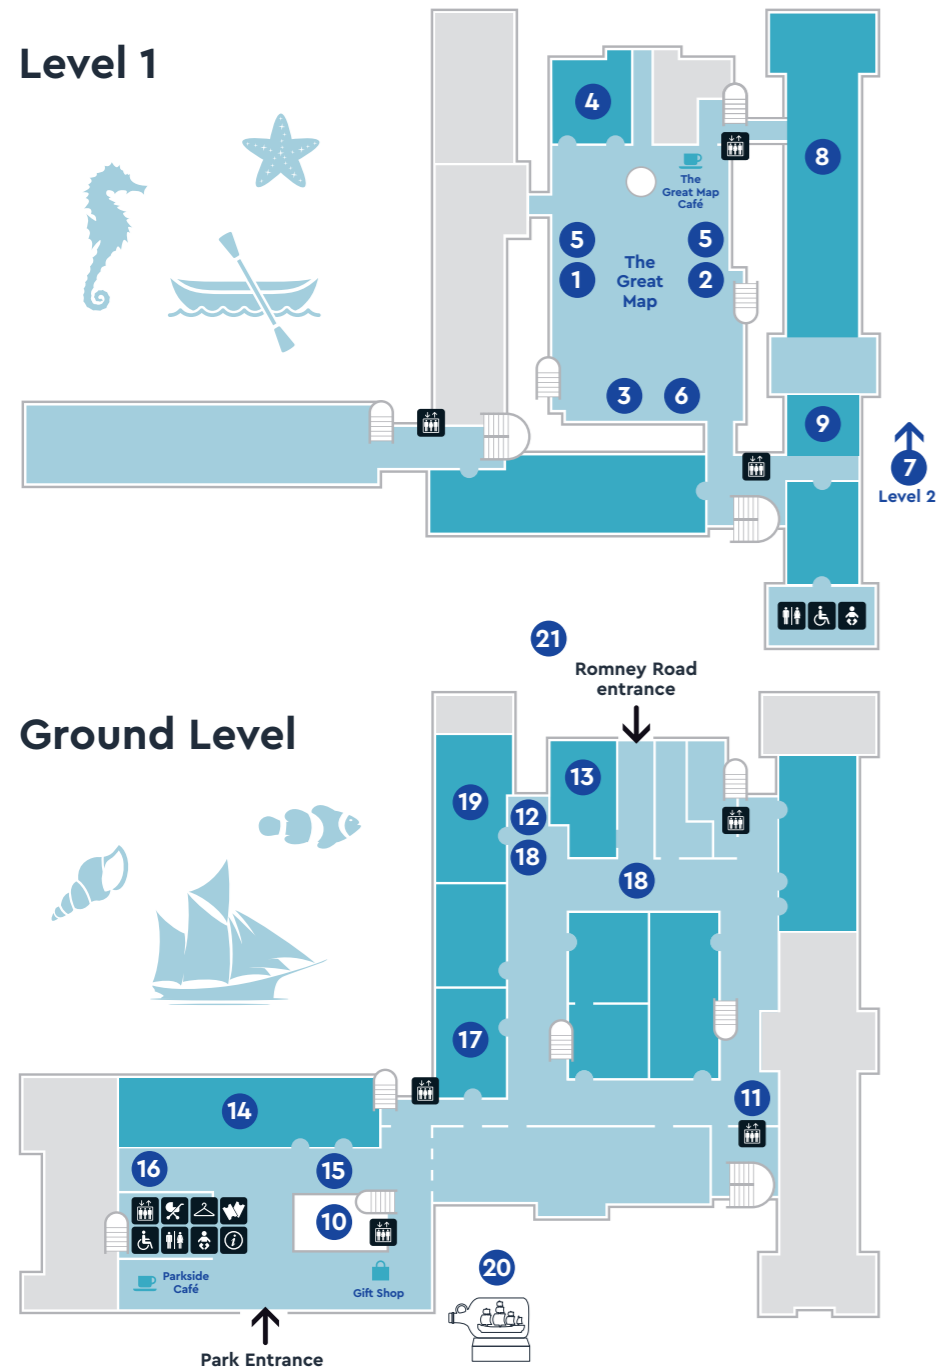 Level 1
4
8
The
Great Map
Café
5
5
The
Great
Map
1
2
3
6
9
7
Level 2
21
Romney Road
entrance
Ground Level
13
19
12
18
18
17
11
14
16
15
10
Parkside
Café
Gift Shop
20
Park Entrance